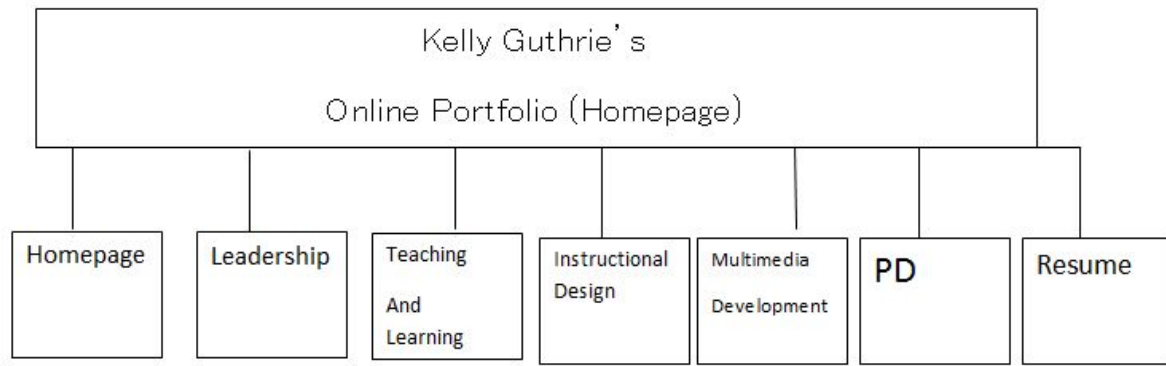 Kelly Guthrie's
Online Portfolio (Homepage)
Homepage
Leadership
Teaching
And
Learning
Instructional
Design
Multimedia
Development
PD
Resume